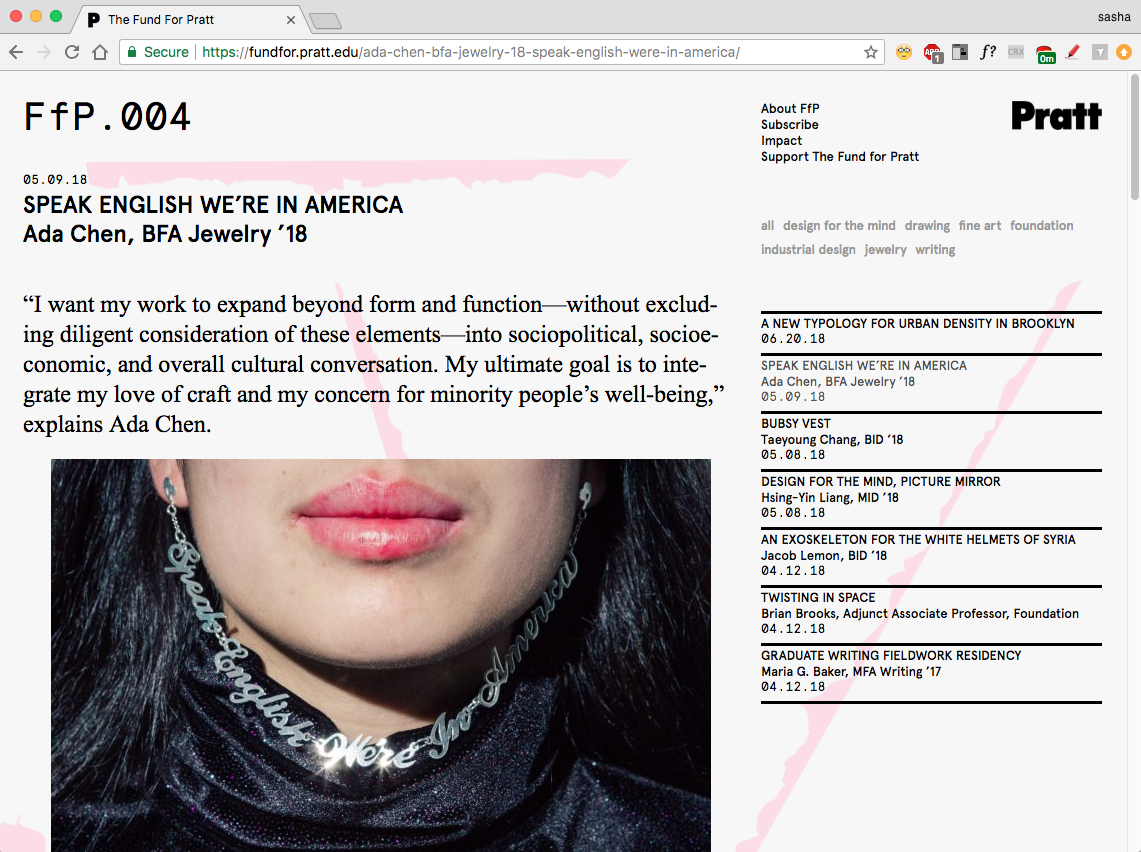 The Fund For Pratt
sasha
Secure
https://fundfor.pratt.edu/ada-chen-bfa-jewelry-18-speak-english-were-in-america/
ABP
1
f?
CRX
0m
FfP.004
About FfP
Subscribe
Impact
Support The Fund for Pratt
Pratt
05.09.18
SPEAK ENGLISH WE’RE IN AMERICA
Ada Chen, BFA Jewelry ’18
all design for the mind drawing fine art foundation
industrial design jewelry writing
“I want my work to expand beyond form and function—without exclud-
ing diligent consideration of these elements—into sociopolitical, socioe-
conomic, and overall cultural conversation. My ultimate goal is to inte-
grate my love of craft and my concern for minority people’s well-being,”
explains Ada Chen.
Speak English We're In America
A NEW TYPOLOGY FOR URBAN DENSITY IN BROOKLYN
06.20.18
SPEAK ENGLISH WE’RE IN AMERICA
Ada Chen, BFA Jewelry ’18
05.09.18
BUBSY VEST
Taeyoung Chang, BID ’18
05.08.18
DESIGN FOR THE MIND, PICTURE MIRROR
Hsing-Yin Liang, MID ’18
05.08.18
AN EXOSKELETON FOR THE WHITE HELMETS OF SYRIA
Jacob Lemon, BID ’18
04.12.18
TWISTING IN SPACE
Brian Brooks, Adjunct Associate Professor, Foundation
04.12.18
GRADUATE WRITING FIELDWORK RESIDENCY
Maria G. Baker, MFA Writing ’17
04.12.18